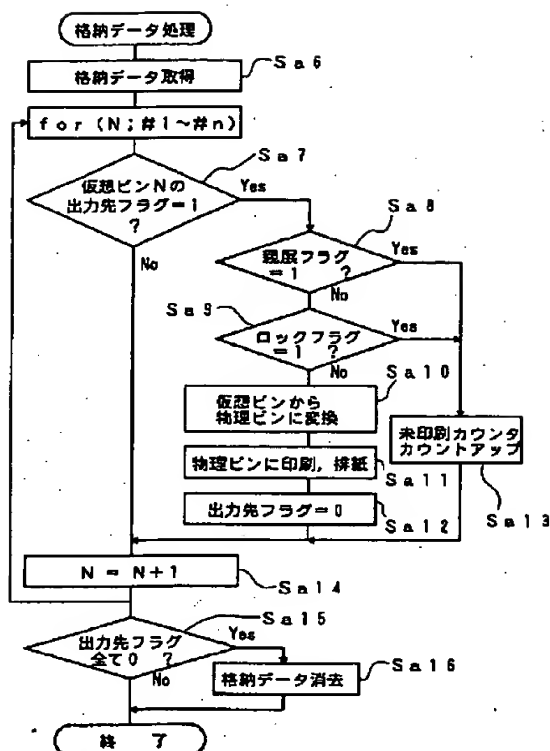 格納データ処理
Sa6
格納データ取得
for (N;#1~#n)
Sa7
仮想ビンNの
出力先フラグ=1
?
Yes
No
Sa8
親展フラグ
=1 ?
Yes
No
Sa9
ロックフラグ
=1 ?
Yes
No
Sa10
仮想ビンから
物理ビンに変換
未印刷カウンタ
カウントアップ
物理ビンに印刷,排紙
Sa11
出力先フラグ=0
Sa12
Sa13
N = N+1
Sa14
Sa15
出力先フラグ
全て0 ?
Yes
No
Sa16
格納データ消去
終 了